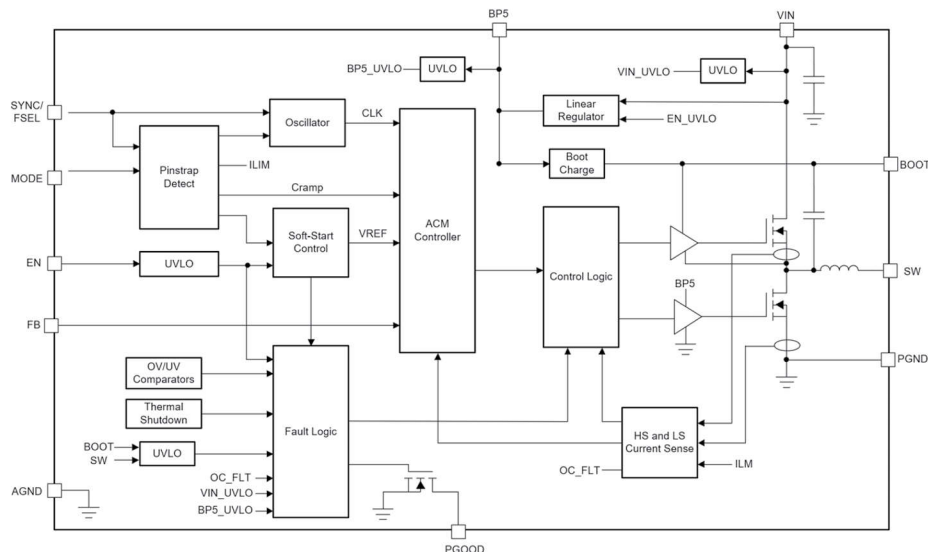 BP5
VIN
BP5_UVLO
UVLO
VIN_UVLO
UVLO
SYNC/
FSEL
Oscillator
CLK
Linear
Regulator
EN_UVLO
ILIM
Boot
Charge
BOOT
MODE
Pinstrap
Detect
Cramp
ACM
Controller
Soft-Start
Control
VREF
Control Logic
EN
UVLO
SW
BP5
FB
PGND
OV/UV
Comparators
Thermal
Shutdown
Fault Logic
HS and LS
Current Sense
BOOT
SW
UVLO
OC_FLT
ILM
OC_FLT
VIN_UVLO
BP5_UVLO
AGND
PGOOD